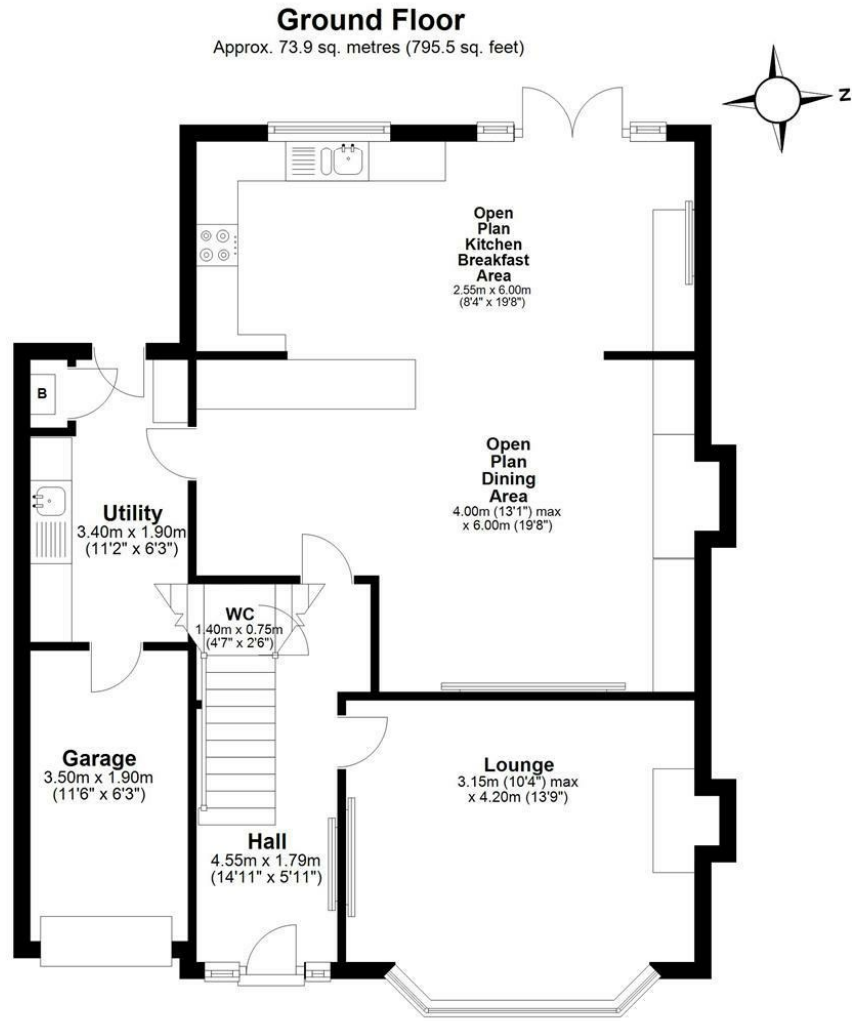 Ground Floor
Approx. 73.9 sq. metres (795.5 sq. feet)
N
Open
Plan
Kitchen
Breakfast
Area
2.55m x 6.00m
(8'4" x 19'8")
B
Open
Plan
Dining
Area
4.00m (13'1") max
x 6.00m (19'8")
Utility
3.40m x 1.90m
(11'2" x 6'3")
WC
1.40m x 0.75m
(4'7" x 2'6")
Garage
3.50m x 1.90m
(11'6" x 6'3")
Lounge
3.15m (10'4") max
x 4.20m (13'9")
Hall
4.55m x 1.79m
(14'11" x 5'11")